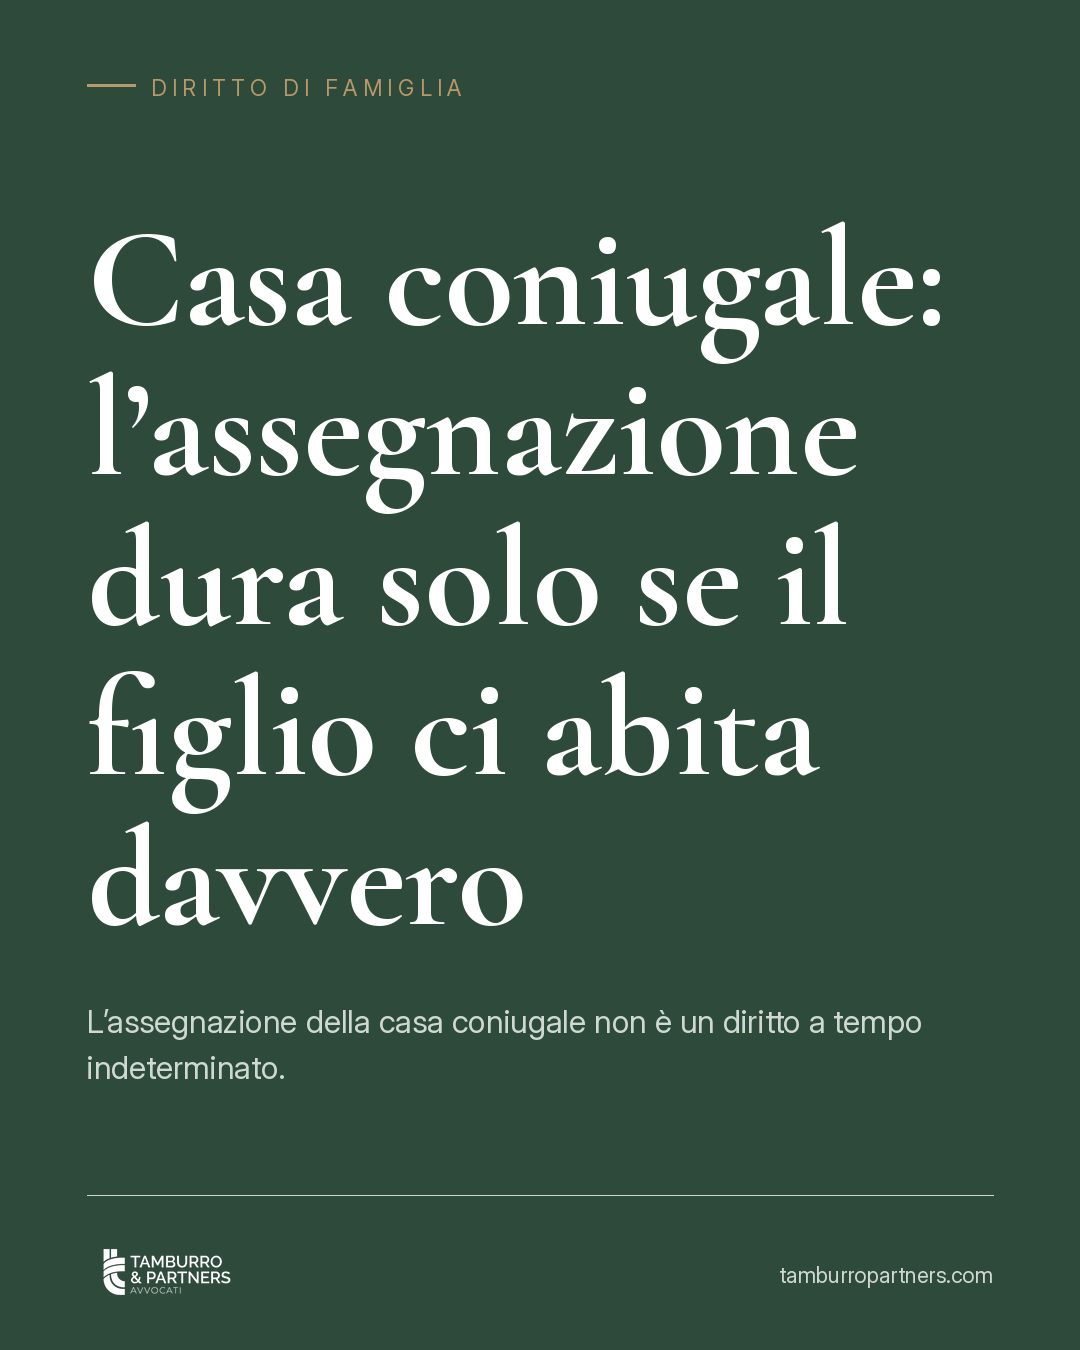 DIRITTO DI FAMIGLIA
Casa coniugale:
l’assegnazione
dura solo se il
figlio ci abita
davvero
L’assegnazione della casa coniugale non è un diritto a tempo
indeterminato.
TAMBURRO
& PARTNERS
AVVOCATI
tamburropartners.com